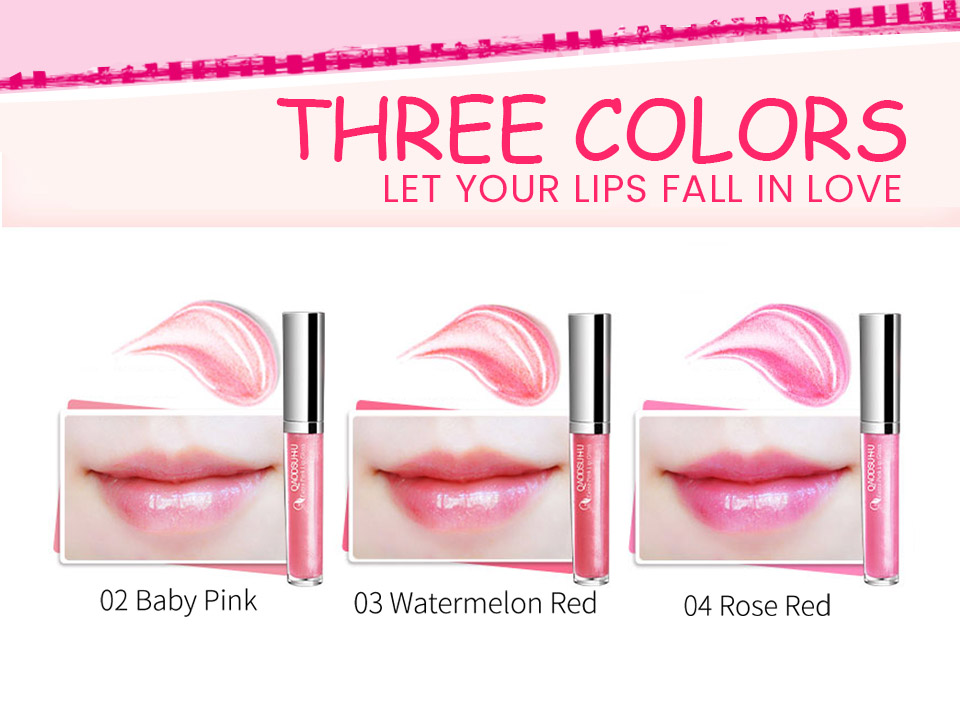 THREE COLORS
LET YOUR LIPS FALL IN LOVE
02 Baby Pink
03 Watermelon Red
04 Rose Red